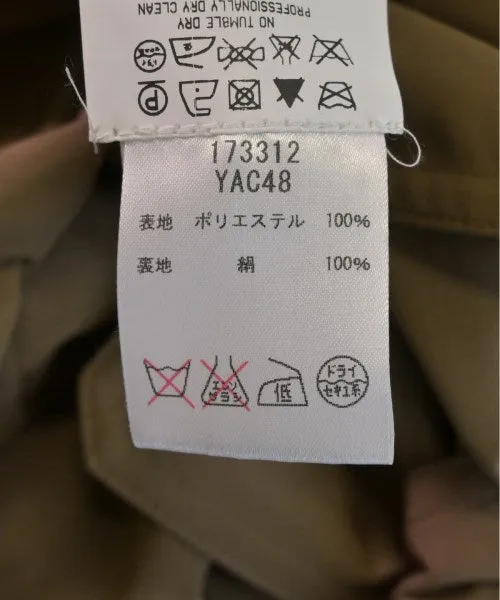 NO TUMBLE DRY
PROFESSIONALLY DRY CLEAN
P
173312
YAC48
表地 ポリエステル 100%
裏地 絹 100%
エンソ
サラシ
低
ドライ
セキユ系